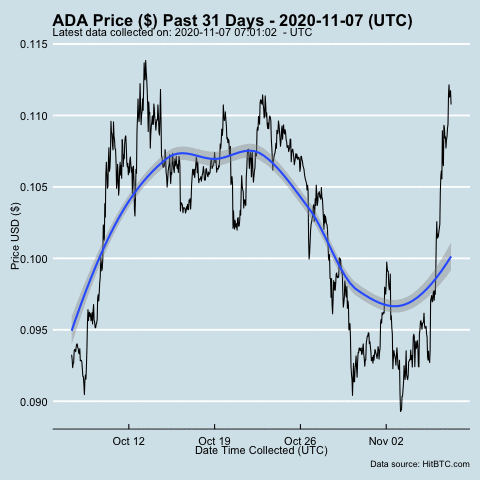 ADA Price ($) Past 31 Days - 2020-11-07 (UTC)
Latest data collected on: 2020-11-07 07:01:02 - UTC
0.115
0.110
0.105
0.100
0.095
0.090
Price USD ($)
Oct 12 Oct 19 Oct 26 Nov 02
Date Time Collected (UTC)
Data source: HitBTC.com